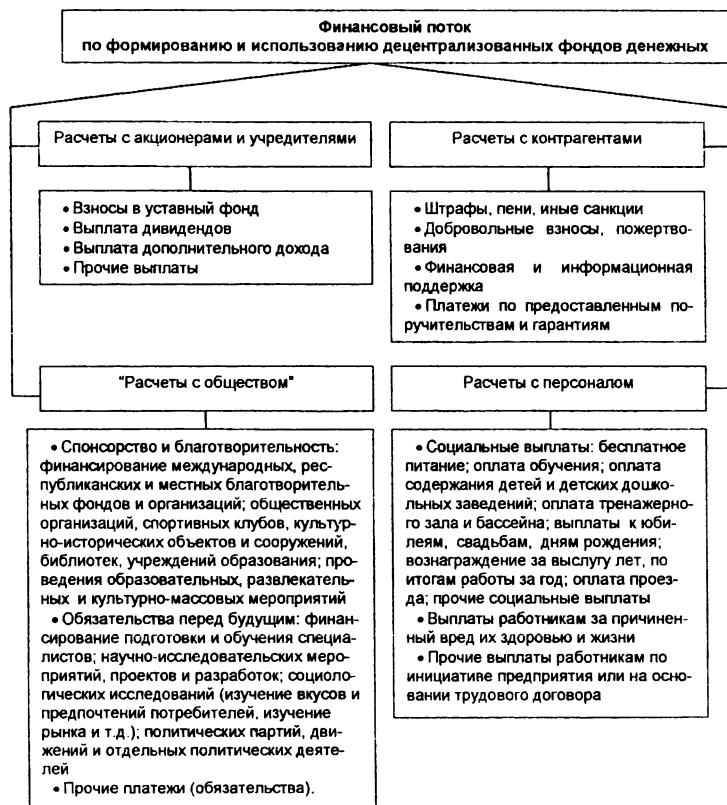 Финансовый поток
по формированию и использованию децентрализованных фондов денежных
Расчеты с акционерами и учредителями
• Взносы в уставный фонд
• Выплата дивидендов
• Выплата дополнительного дохода
• Прочие выплаты
Расчеты с контрагентами
• Штрафы, пени, иные санкции
• Добровольные взносы, пожертво-
вания
• Финансовая и информационная
поддержка
• Платежи по предоставленным по-
ручительствам и гарантиям
"Расчеты с обществом"
• Спонсорство и благотворительность:
финансирование международных, рес-
публиканских и местных благотворитель-
ных фондов и организаций; общественных
организаций, спортивных клубов, культур-
но-исторических объектов и сооружений,
библиотек, учреждений образования; про-
ведения образовательных, развлекатель-
ных и культурно-массовых мероприятий
• Обязательства перед будущим: финан-
сирование подготовки и обучения специа-
листов; научно-исследовательских меро-
приятий, проектов и разработок; социоло-
гических исследований (изучение вкусов и
предпочтений потребителей, изучение
рынка и т.д.); политических партий, дви-
жений и отдельных политических деяте-
лей
• Прочие платежи (обязательства).
Расчеты с персоналом
• Социальные выплаты: бесплатное
питание; оплата обучения; оплата
содержания детей и детских дошколь-
ных заведений; оплата тренажерного
зала и бассейна; выплаты к юби-
леям, свадьбам, дням рождения;
вознаграждение за выслугу лет, по
итогам работы за год; оплата проез-
да; прочие социальные выплаты
• Выплаты работникам за причинен-
ный вред их здоровью и жизни
• Прочие выплаты работникам по
инициативе предприятия или на осно-
вании трудового договора